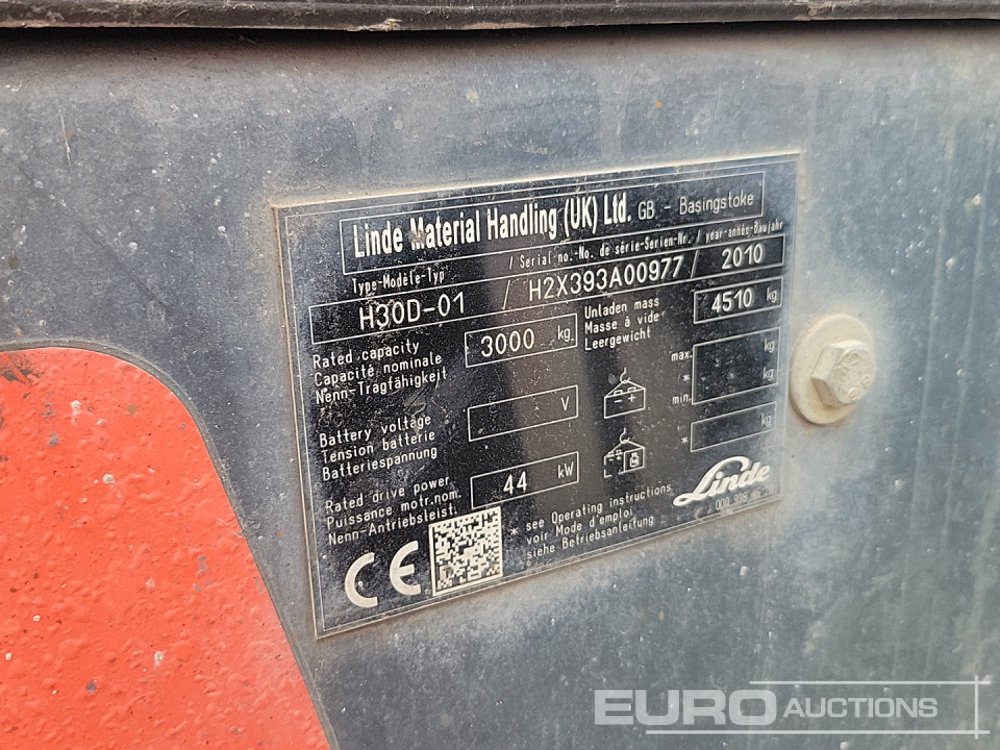 Linde Material Handling (UK) Ltd. GB - Basingstoke
Type-Modèle-Typ / Serial no.-No. de série-Serien-Nr. / year-année-Baujahr
H30D-01 / H2X393A00977 / 2010
Rated capacity
Capacité nominale
Nenn-Tragfähigkeit
3000 kg
Unladen mass
Masse à vide
Leergewicht
4510 kg
Battery voltage
Tension batterie
Batteriespannung
V
max.
*
min.
kg
kg
- +
*
kg
Rated drive power
Puissance motr.nom.
Nenn-Antriebsleist.
44 kW
* see Operating instructions
voir Mode d'emploi
siehe Betriebsanleitung
Linde
CE
EURO AUCTIONS